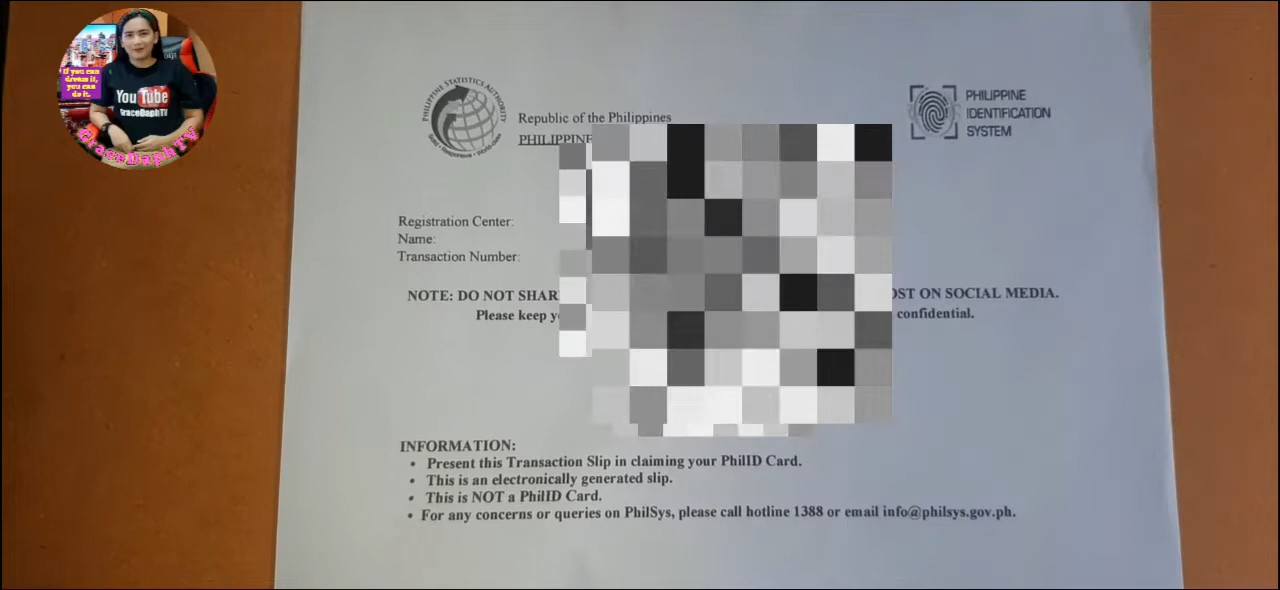 If you can
dream it,
you can
do it.
YouTube
GraceDaphTV
GraceDaphTV
PHILIPPINE STATISTICS AUTHORITY
Solid • Responsive • World-class
Republic of the Philippines
PHILIPPINE
PHILIPPINE
IDENTIFICATION
SYSTEM
Registration Center:
Name:
Transaction Number:
NOTE: DO NOT SHAR OST ON SOCIAL MEDIA.
Please keep y confidential.
INFORMATION:
• Present this Transaction Slip in claiming your PhilID Card.
• This is an electronically generated slip.
• This is NOT a PhilID Card.
• For any concerns or queries on PhilSys, please call hotline 1388 or email info@philsys.gov.ph.